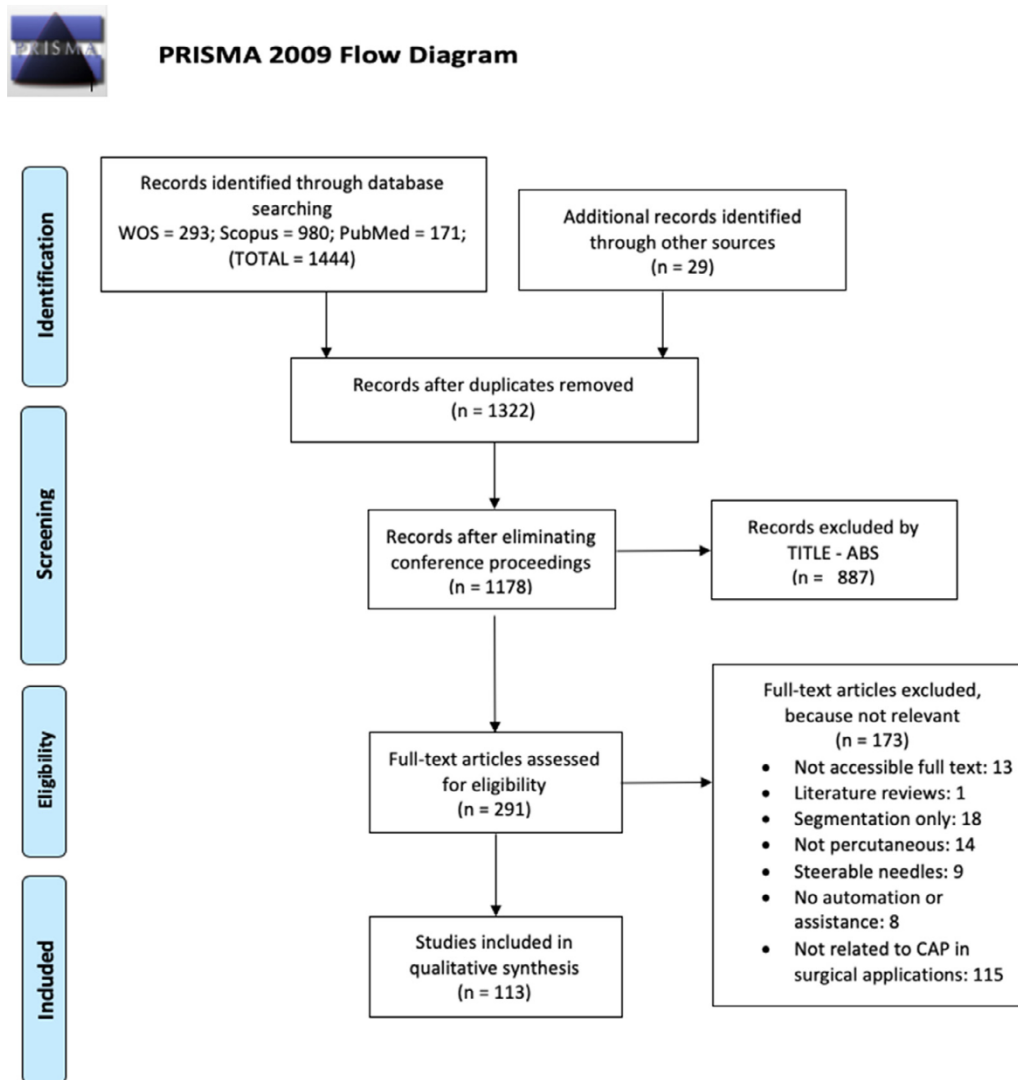 PRISMA
PRISMA 2009 Flow Diagram
Identification
Records identified through database
searching
WOS = 293; Scopus = 980; PubMed = 171;
(TOTAL = 1444)
Additional records identified
through other sources
(n = 29)
Records after duplicates removed
(n = 1322)
Screening
Records after eliminating
conference proceedings
(n = 1178)
Records excluded by
TITLE - ABS
(n = 887)
Eligibility
Full-text articles assessed
for eligibility
(n = 291)
Full-text articles excluded,
because not relevant
(n = 173)
• Not accessible full text: 13
• Literature reviews: 1
• Segmentation only: 18
• Not percutaneous: 14
• Steerable needles: 9
• No automation or
assistance: 8
• Not related to CAP in
surgical applications: 115
Included
Studies included in
qualitative synthesis
(n = 113)